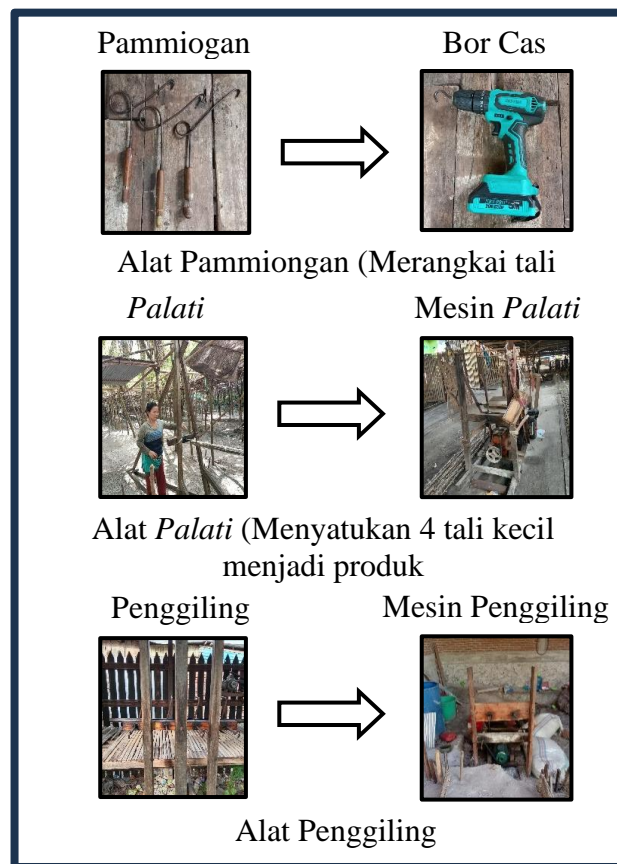 Pammiogan Bor Cas
Alat Pammiongan (Merangkai tali
Palati Mesin Palati
Alat Palati (Menyatukan 4 tali kecil
menjadi produk
Penggiling Mesin Penggiling
Alat Penggiling